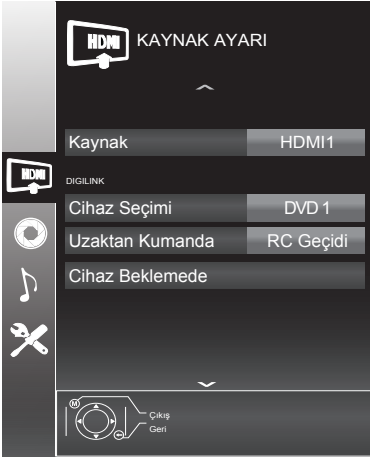 HDMI KAYNAK AYARI
Kaynak HDMI1
HDMI
DIGILINK
Cihaz Seçimi DVD 1
Uzaktan Kumanda RC Geçidi
Cihaz Beklemede
M
Çıkış
Geri